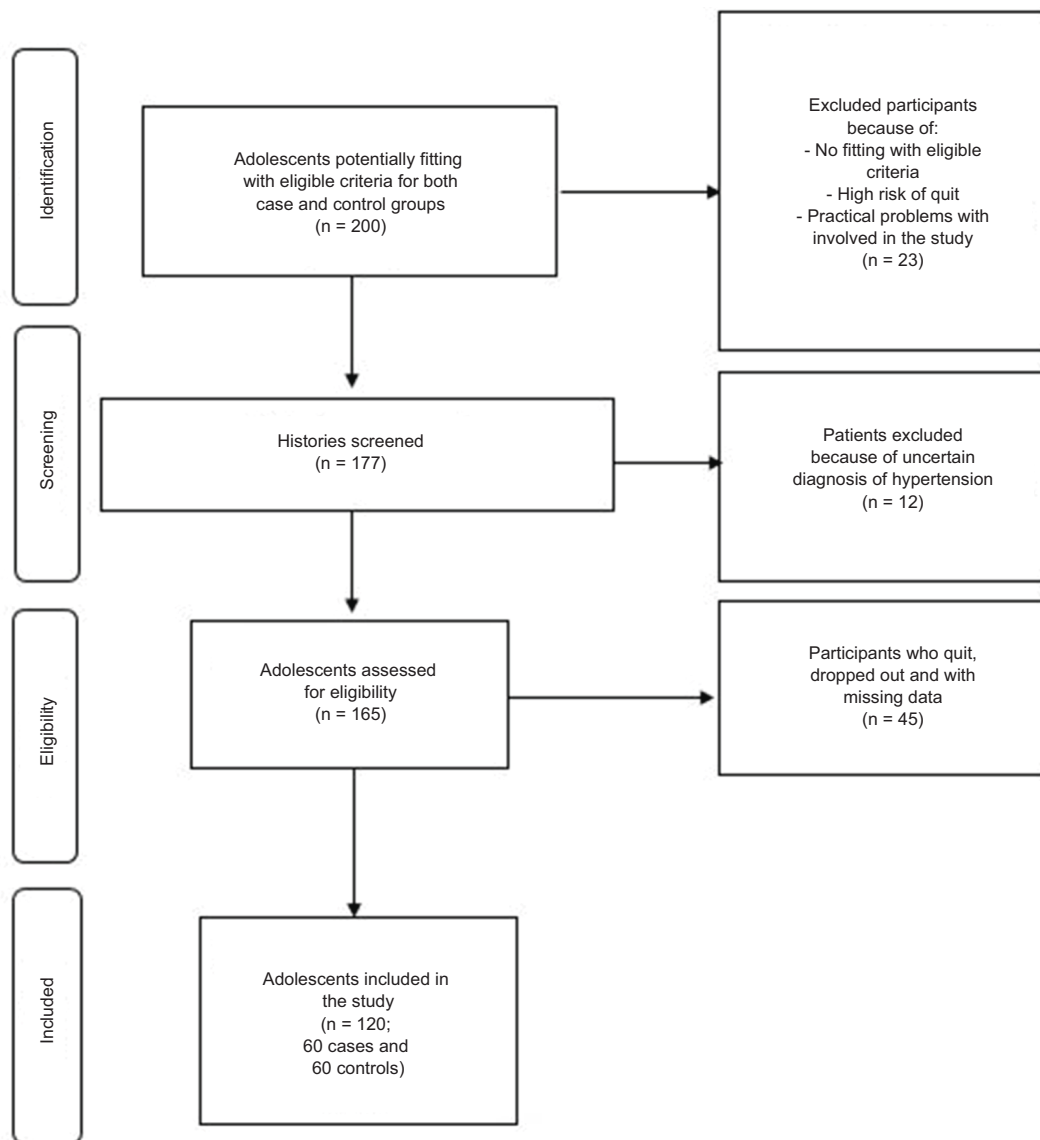 Identification
Adolescents potentially fitting
with eligible criteria for both
case and control groups
(n = 200)
Excluded participants
because of:
- No fitting with eligible
criteria
- High risk of quit
- Practical problems with
involved in the study
(n = 23)
Screening
Histories screened
(n = 177)
Patients excluded
because of uncertain
diagnosis of hypertension
(n = 12)
Eligibility
Adolescents assessed
for eligibility
(n = 165)
Participants who quit,
dropped out and with
missing data
(n = 45)
Included
Adolescents included in
the study
(n = 120;
60 cases and
60 controls)